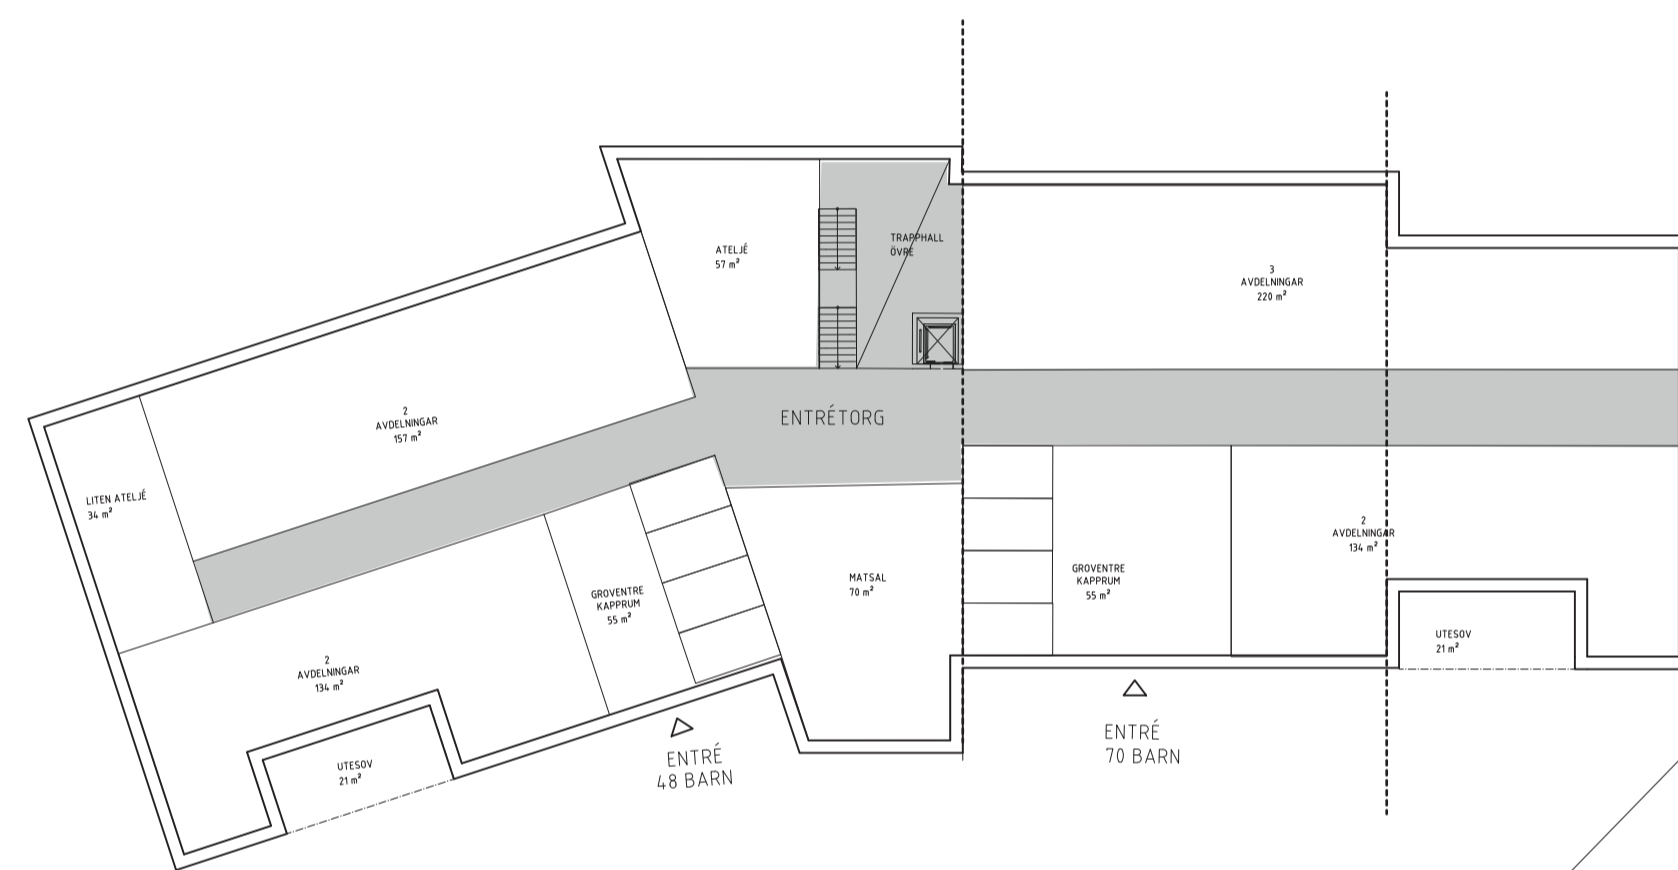 ATELJÉ
57 m²
TRAPPHALL
ÖVRE
3
AVDELNINGAR
220 m²
2
AVDELNINGAR
157 m²
ENTRÉTORG
LITEN ATELJÉ
34 m²
2
AVDELNINGAR
134 m²
GROVENTRE
KAPPRUM
55 m²
MATSAL
70 m²
GROVENTRE
KAPPRUM
55 m²
2
AVDELNINGAR
134 m²
UTESOV
21 m²
UTESOV
21 m²
ENTRÉ
48 BARN
ENTRÉ
70 BARN